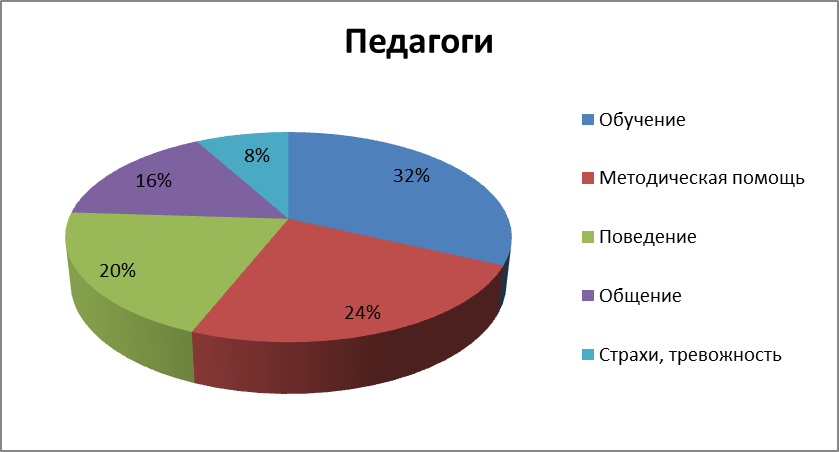 Педагоги
32%
24%
20%
16%
8%
Обучение
Методическая помощь
Поведение
Общение
Страхи, тревожность